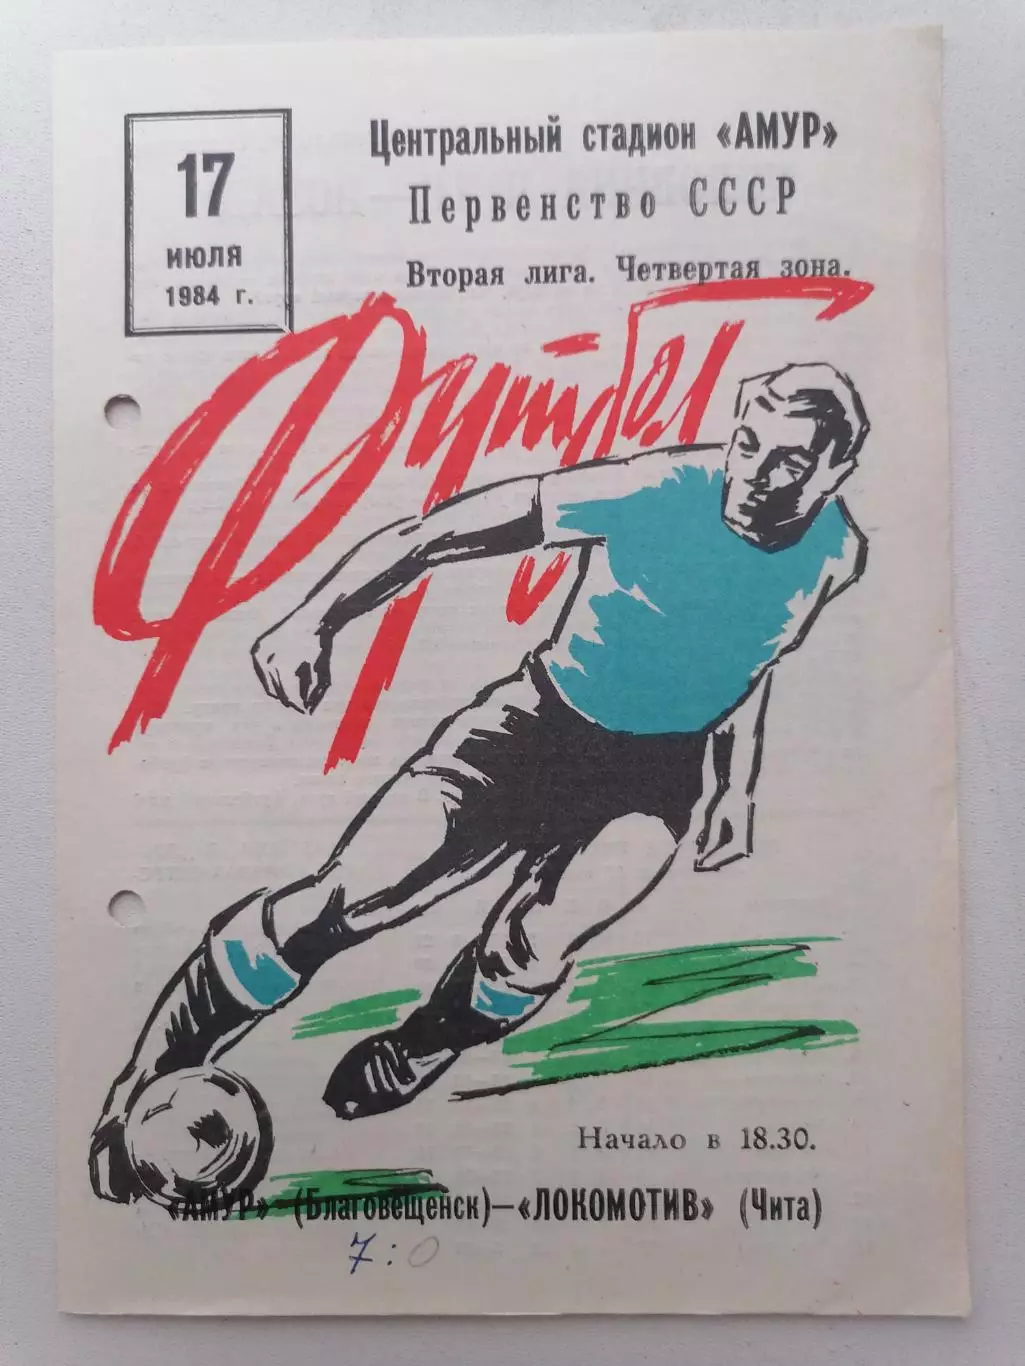 17
ИЮЛЯ
1984 г.
Центральный стадион «АМУР»
Первенство СССР
Вторая лига. Четвертая зона.
Футбол
Начало в 18.30.
«АМУР» (Благовещенск)—«ЛОКОМОТИВ» (Чита)
7:0